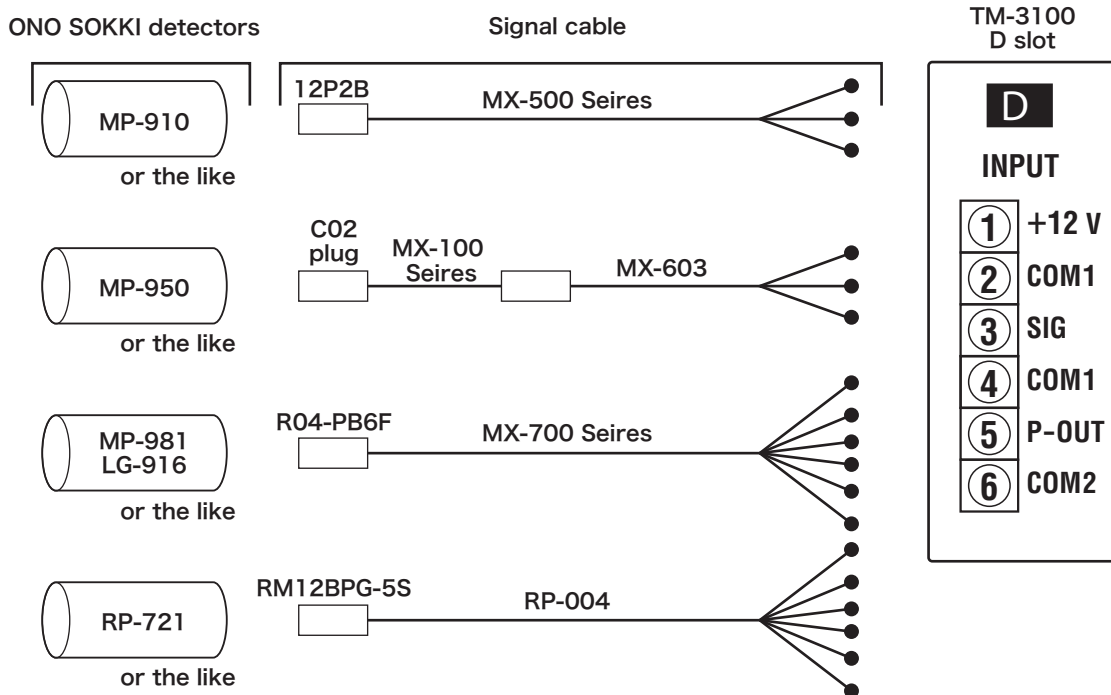 ONO SOKKI detectors
Signal cable
TM-3100
D slot
MP-910
or the like
12P2B
MX-500 Seires
MP-950
or the like
C02
plug
MX-100
Seires
MX-603
MP-981
LG-916
or the like
R04-PB6F
MX-700 Seires
RP-721
or the like
RM12BPG-5S
RP-004
D
INPUT
1 +12 V
2 COM1
3 SIG
4 COM1
5 P-OUT
6 COM2